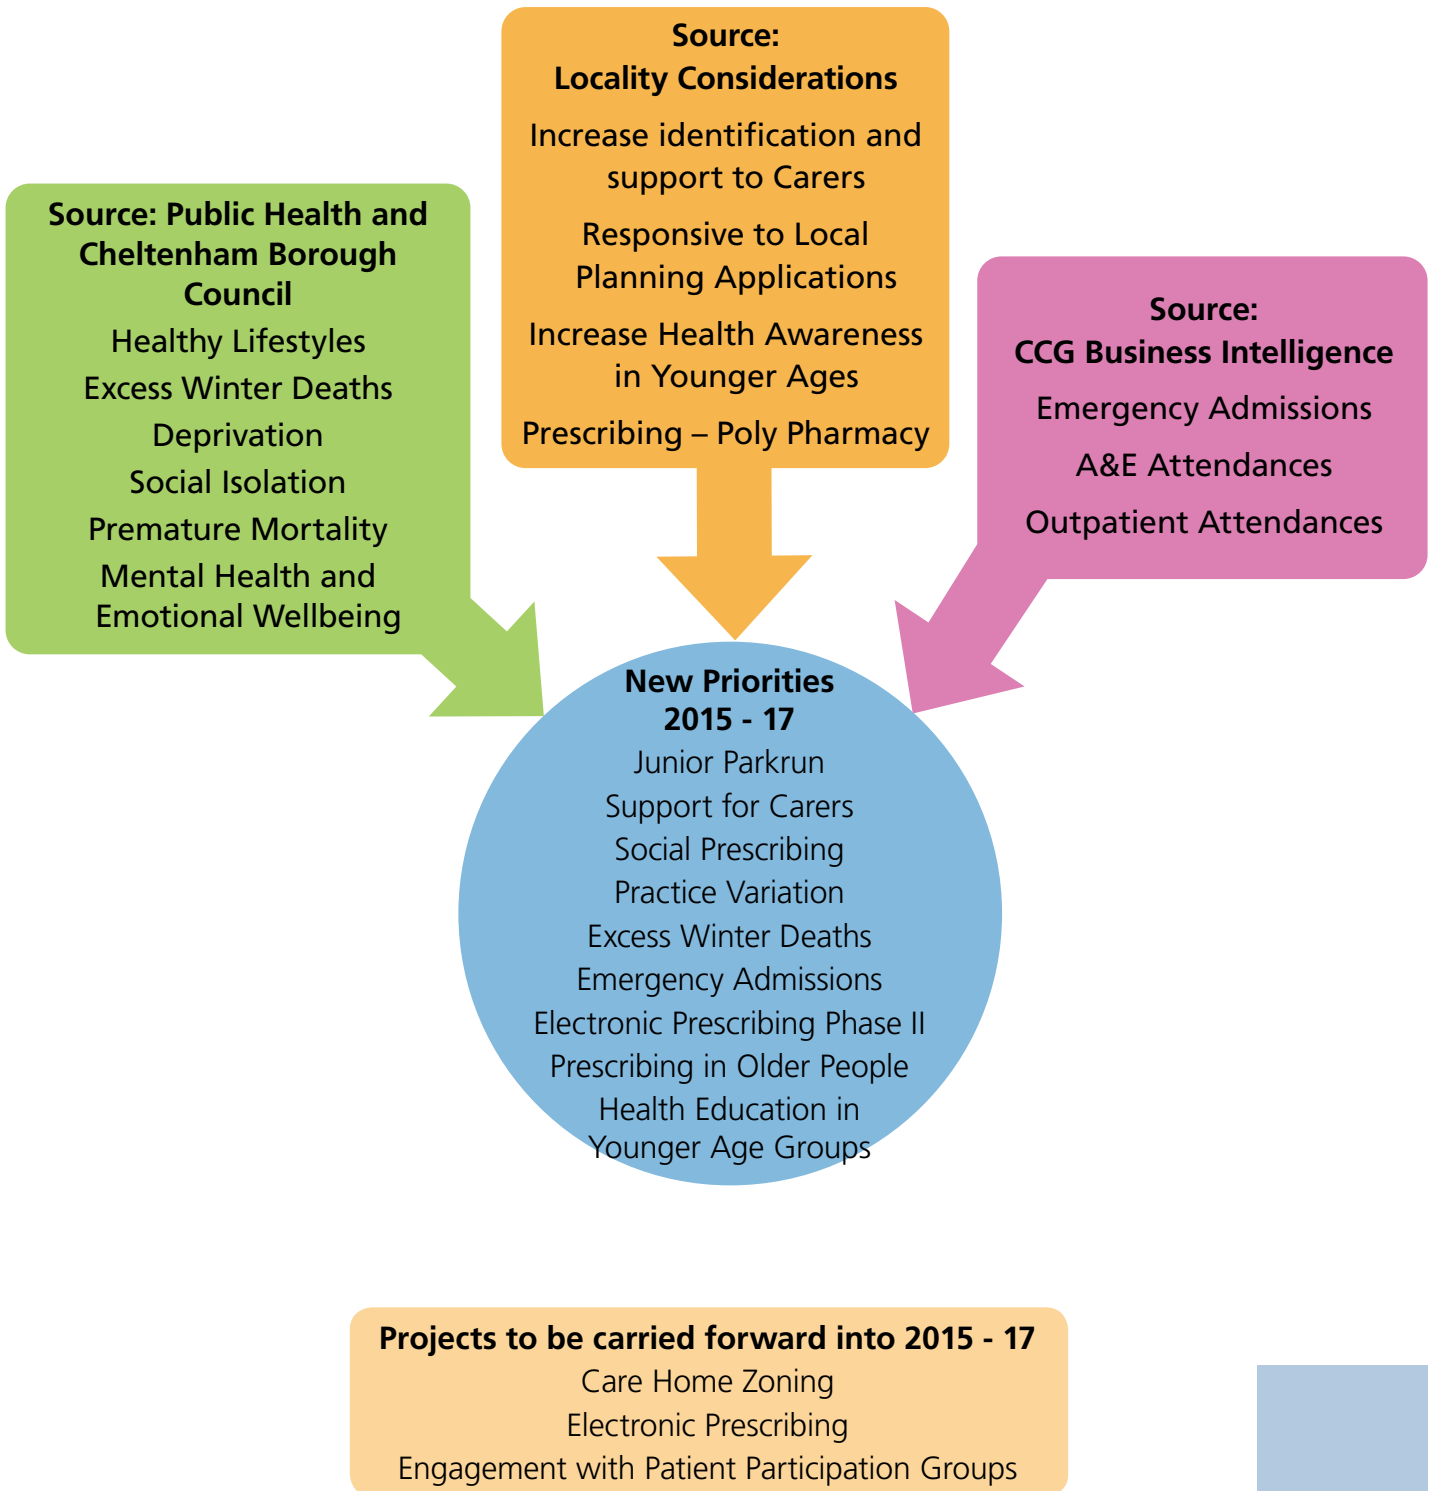 Source:
Locality Considerations
Increase identification and
support to Carers
Responsive to Local
Planning Applications
Increase Health Awareness
in Younger Ages
Prescribing – Poly Pharmacy
Source: Public Health and
Cheltenham Borough
Council
Healthy Lifestyles
Excess Winter Deaths
Deprivation
Social Isolation
Premature Mortality
Mental Health and
Emotional Wellbeing
Source:
CCG Business Intelligence
Emergency Admissions
A&E Attendances
Outpatient Attendances
New Priorities
2015 - 17
Junior Parkrun
Support for Carers
Social Prescribing
Practice Variation
Excess Winter Deaths
Emergency Admissions
Electronic Prescribing Phase II
Prescribing in Older People
Health Education in
Younger Age Groups
Projects to be carried forward into 2015 - 17
Care Home Zoning
Electronic Prescribing
Engagement with Patient Participation Groups